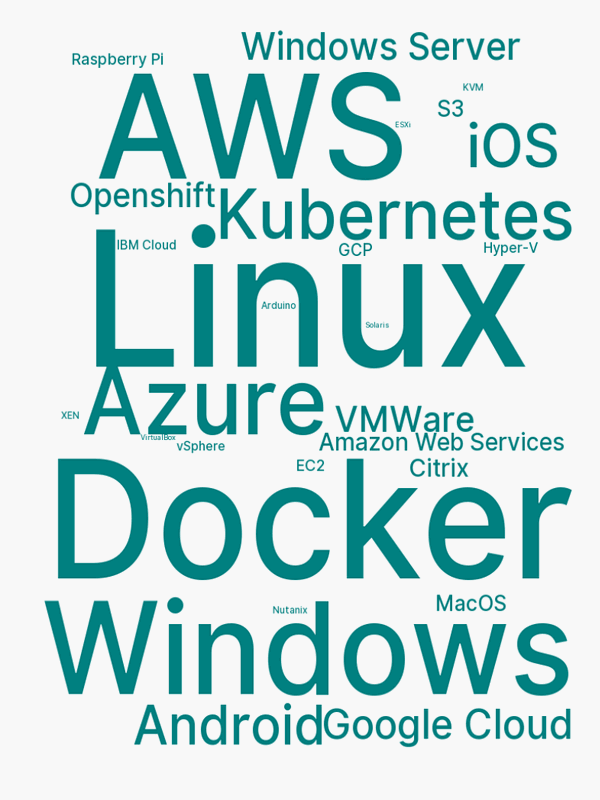 Windows Server
Raspberry Pi
AWS
KVM
S3
ESXi
iOS
Openshift
Kubernetes
Linux
IBM Cloud
GCP
Hyper-V
Arduino
Solaris
Azure
XEN
VMWare
VirtualBox
vSphere
Amazon Web Services
EC2
Citrix
Docker
Windows
Nutanix
MacOS
Android
Google Cloud